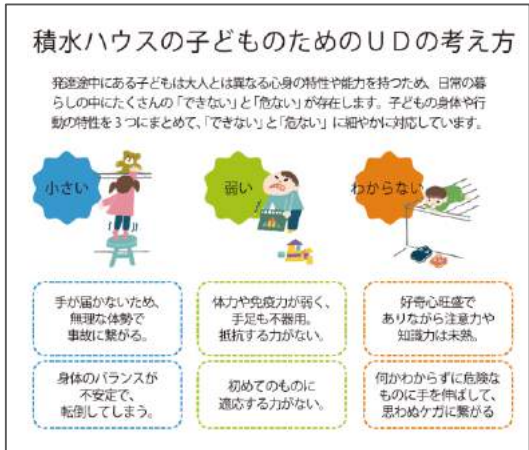 積水ハウスの子どものためのUDの考え方
発達途中にある子どもは大人とは異なる心身の特性や能力を持つため、日常の暮
らしの中にたくさんの「できない」と「危ない」が存在します。子どもの身体や行
動の特性を3つにまとめて、「できない」と「危ない」に細やかに対応しています。
小さい
弱い
わからない
手が届かないため、
無理な体勢で
事故に繋がる。
体力や免疫力が弱く、
手足も不器用。
抵抗する力がない。
好奇心旺盛で
ありながら注意力や
知識力は未熟。
身体のバランスが
不安定で、
転倒してしまう。
初めてのものに
適応する力がない。
何かわからずに危険な
ものに手を伸ばして、
思わぬケガに繋がる